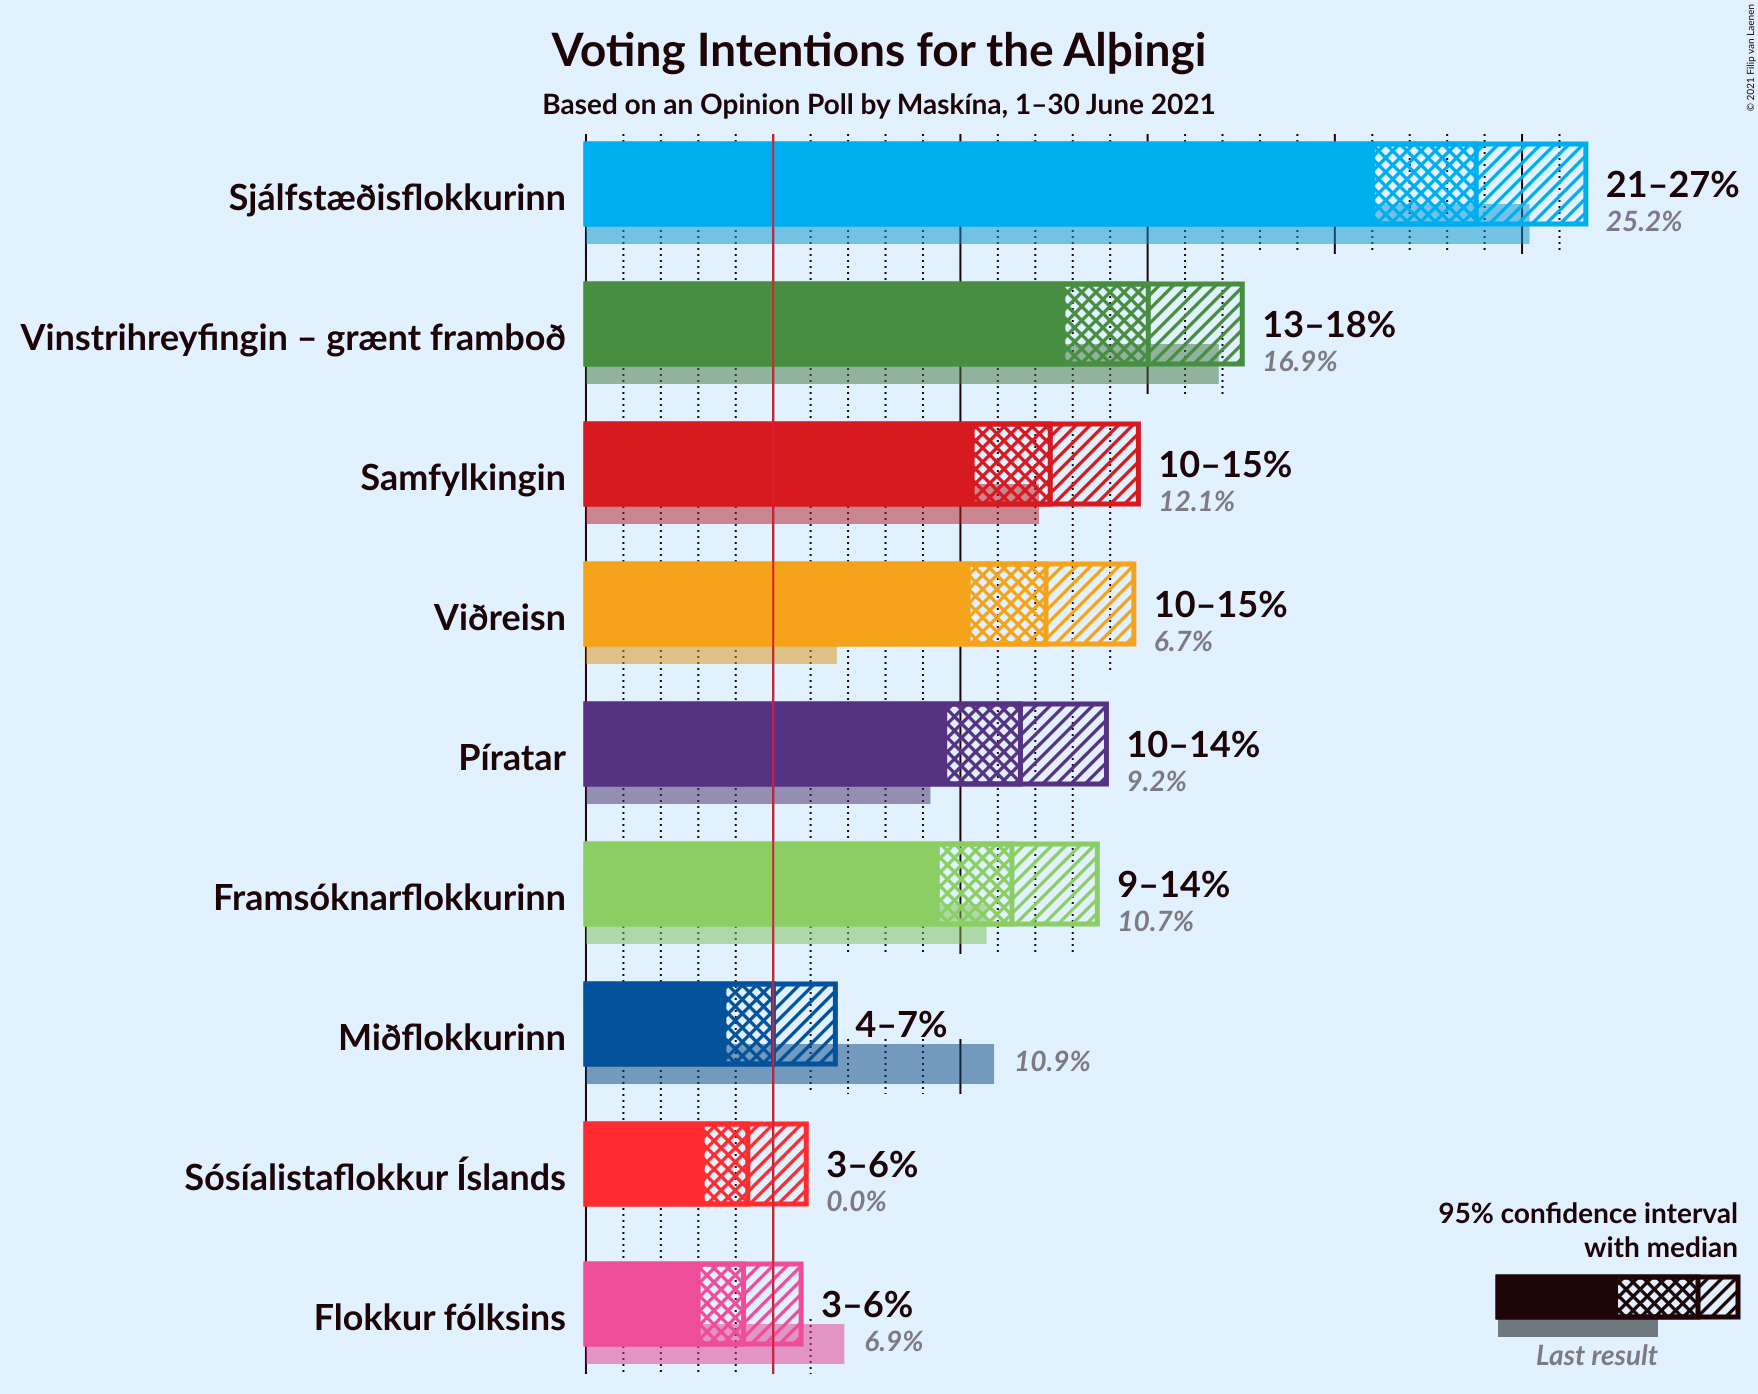 Voting Intentions for the Alþingi
Based on an Opinion Poll by Maskína, 1–30 June 2021
© 2021 Filip van Laenen
Sjálfstæðisflokkurinn
21–27%
25.2%
Vinstrihreyfingin – grænt framboð
13–18%
16.9%
Samfylkingin
10–15%
12.1%
Viðreisn
10–15%
6.7%
Píratar
10–14%
9.2%
Framsóknarflokkurinn
9–14%
10.7%
Miðflokkurinn
4–7%
10.9%
Sósíalistaflokkur Íslands
3–6%
0.0%
Flokkur fólksins
3–6%
6.9%
95% confidence interval
with median
Last result